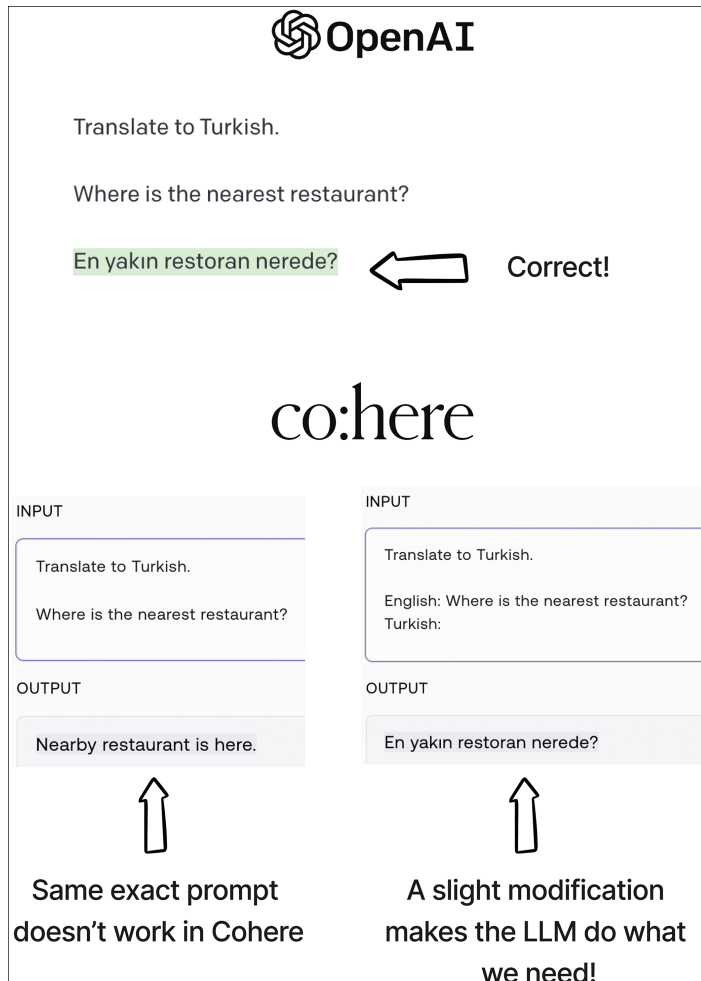 OpenAI
Translate to Turkish.
Where is the nearest restaurant?
En yakın restoran nerede?
Correct!
co:here
INPUT
Translate to Turkish.
Where is the nearest restaurant?
OUTPUT
Nearby restaurant is here.
Same exact prompt
doesn't work in Cohere
INPUT
Translate to Turkish.
English: Where is the nearest restaurant?
Turkish:
OUTPUT
En yakın restoran nerede?
A slight modification
makes the LLM do what
we need!